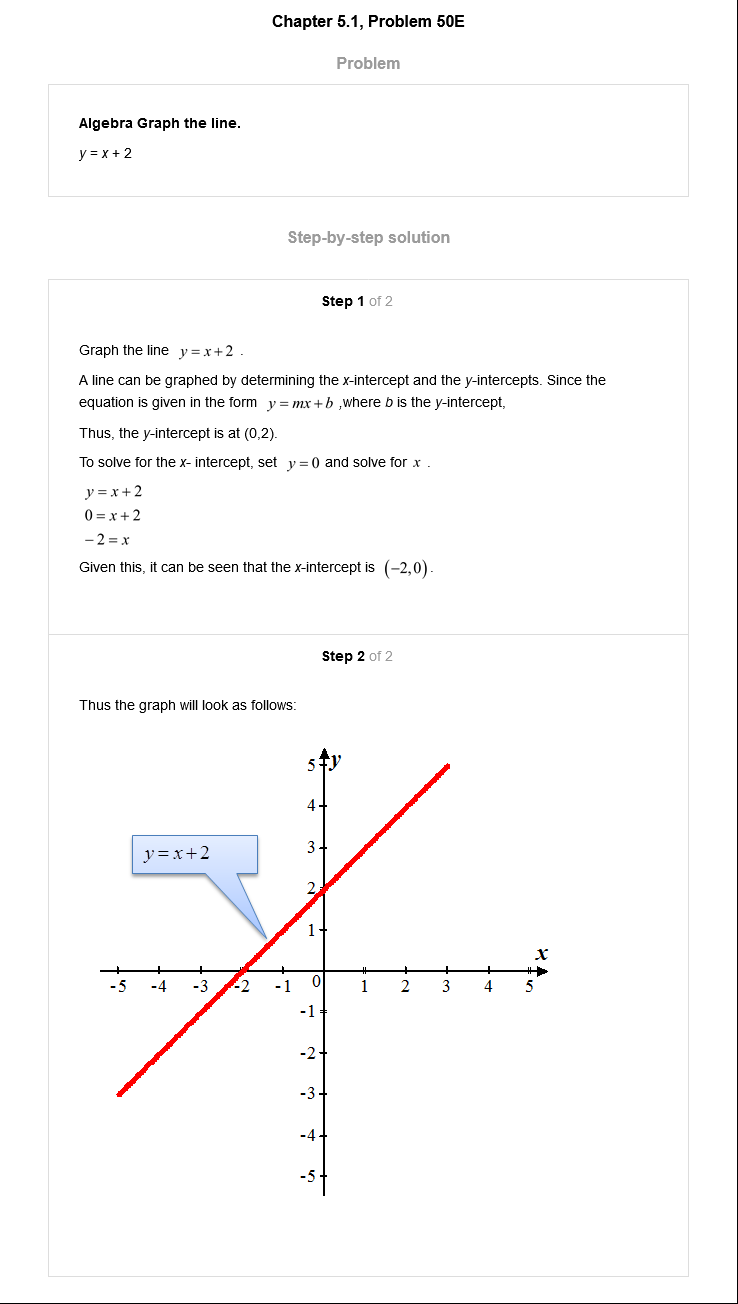 Chapter 5.1, Problem 50E
Problem
Algebra Graph the line.
y = x + 2
Step-by-step solution
Step 1 of 2
Graph the line y = x + 2 .
A line can be graphed by determining the x-intercept and the y-intercepts. Since the
equation is given in the form y = mx + b ,where b is the y-intercept,
Thus, the y-intercept is at (0,2).
To solve for the x- intercept, set y = 0 and solve for x .
y = x + 2
0 = x + 2
− 2 = x
Given this, it can be seen that the x-intercept is (−2,0).
Step 2 of 2
Thus the graph will look as follows:
5 y
4
3
y = x + 2
2
1
x
-5 -4 -3 -2 -1 0 1 2 3 4 5
-1
-2
-3
-4
-5